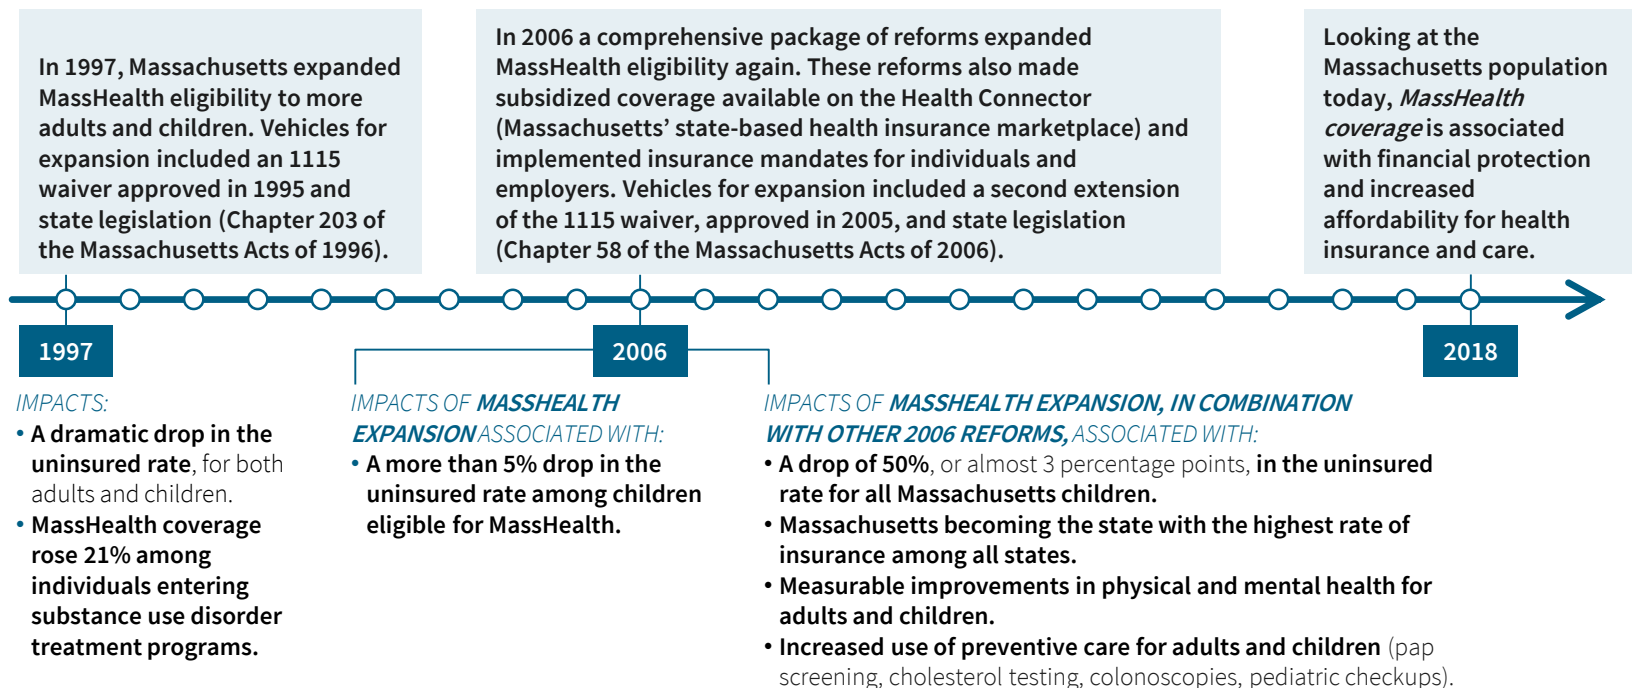 In 1997, Massachusetts expanded
MassHealth eligibility to more
adults and children. Vehicles for
expansion included an 1115
waiver approved in 1995 and
state legislation (Chapter 203 of
the Massachusetts Acts of 1996).
In 2006 a comprehensive package of reforms expanded
MassHealth eligibility again. These reforms also made
subsidized coverage available on the Health Connector
(Massachusetts’ state-based health insurance marketplace) and
implemented insurance mandates for individuals and
employers. Vehicles for expansion included a second extension
of the 1115 waiver, approved in 2005, and state legislation
(Chapter 58 of the Massachusetts Acts of 2006).
Looking at the
Massachusetts population
today, MassHealth
coverage is associated
with financial protection
and increased
affordability for health
insurance and care.
1997
2006
2018
IMPACTS:
• A dramatic drop in the
uninsured rate, for both
adults and children.
• MassHealth coverage
rose 21% among
individuals entering
substance use disorder
treatment programs.
IMPACTS OF MASSHEALTH
EXPANSION ASSOCIATED WITH:
• A more than 5% drop in the
uninsured rate among children
eligible for MassHealth.
IMPACTS OF MASSHEALTH EXPANSION, IN COMBINATION
WITH OTHER 2006 REFORMS, ASSOCIATED WITH:
• A drop of 50%, or almost 3 percentage points, in the uninsured
rate for all Massachusetts children.
• Massachusetts becoming the state with the highest rate of
insurance among all states.
• Measurable improvements in physical and mental health for
adults and children.
• Increased use of preventive care for adults and children (pap
screening, cholesterol testing, colonoscopies, pediatric checkups).